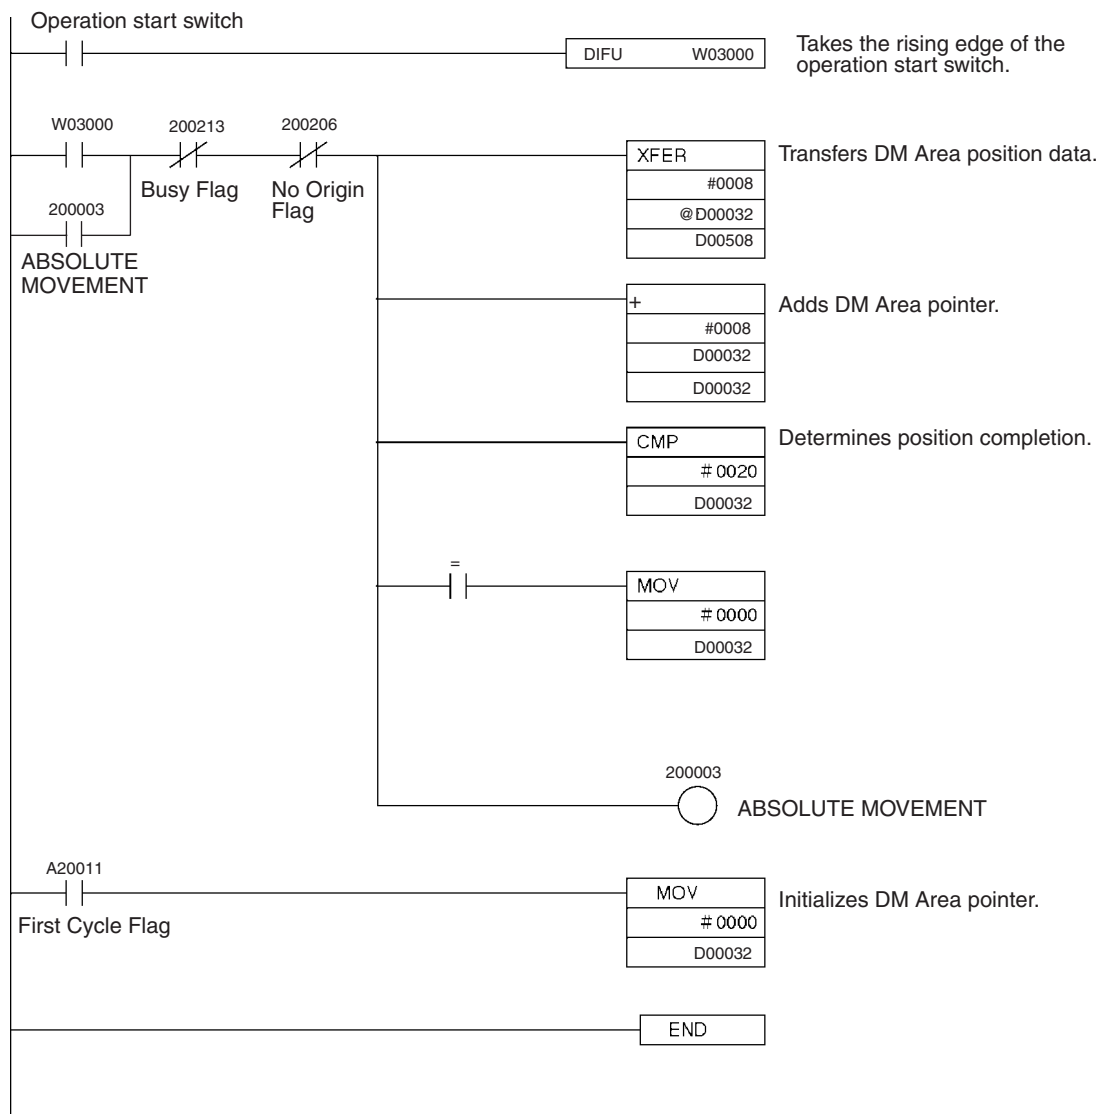 Operation start switch
DIFU W03000
Takes the rising edge of the
operation start switch.
W03000
200213
200206
Busy Flag
No Origin
Flag
200003
ABSOLUTE
MOVEMENT
XFER
#0008
@D00032
D00508
Transfers DM Area position data.
+
#0008
D00032
D00032
Adds DM Area pointer.
CMP
#0020
D00032
Determines position completion.
=
MOV
#0000
D00032
200003
ABSOLUTE MOVEMENT
A20011
First Cycle Flag
MOV
#0000
D00032
Initializes DM Area pointer.
END